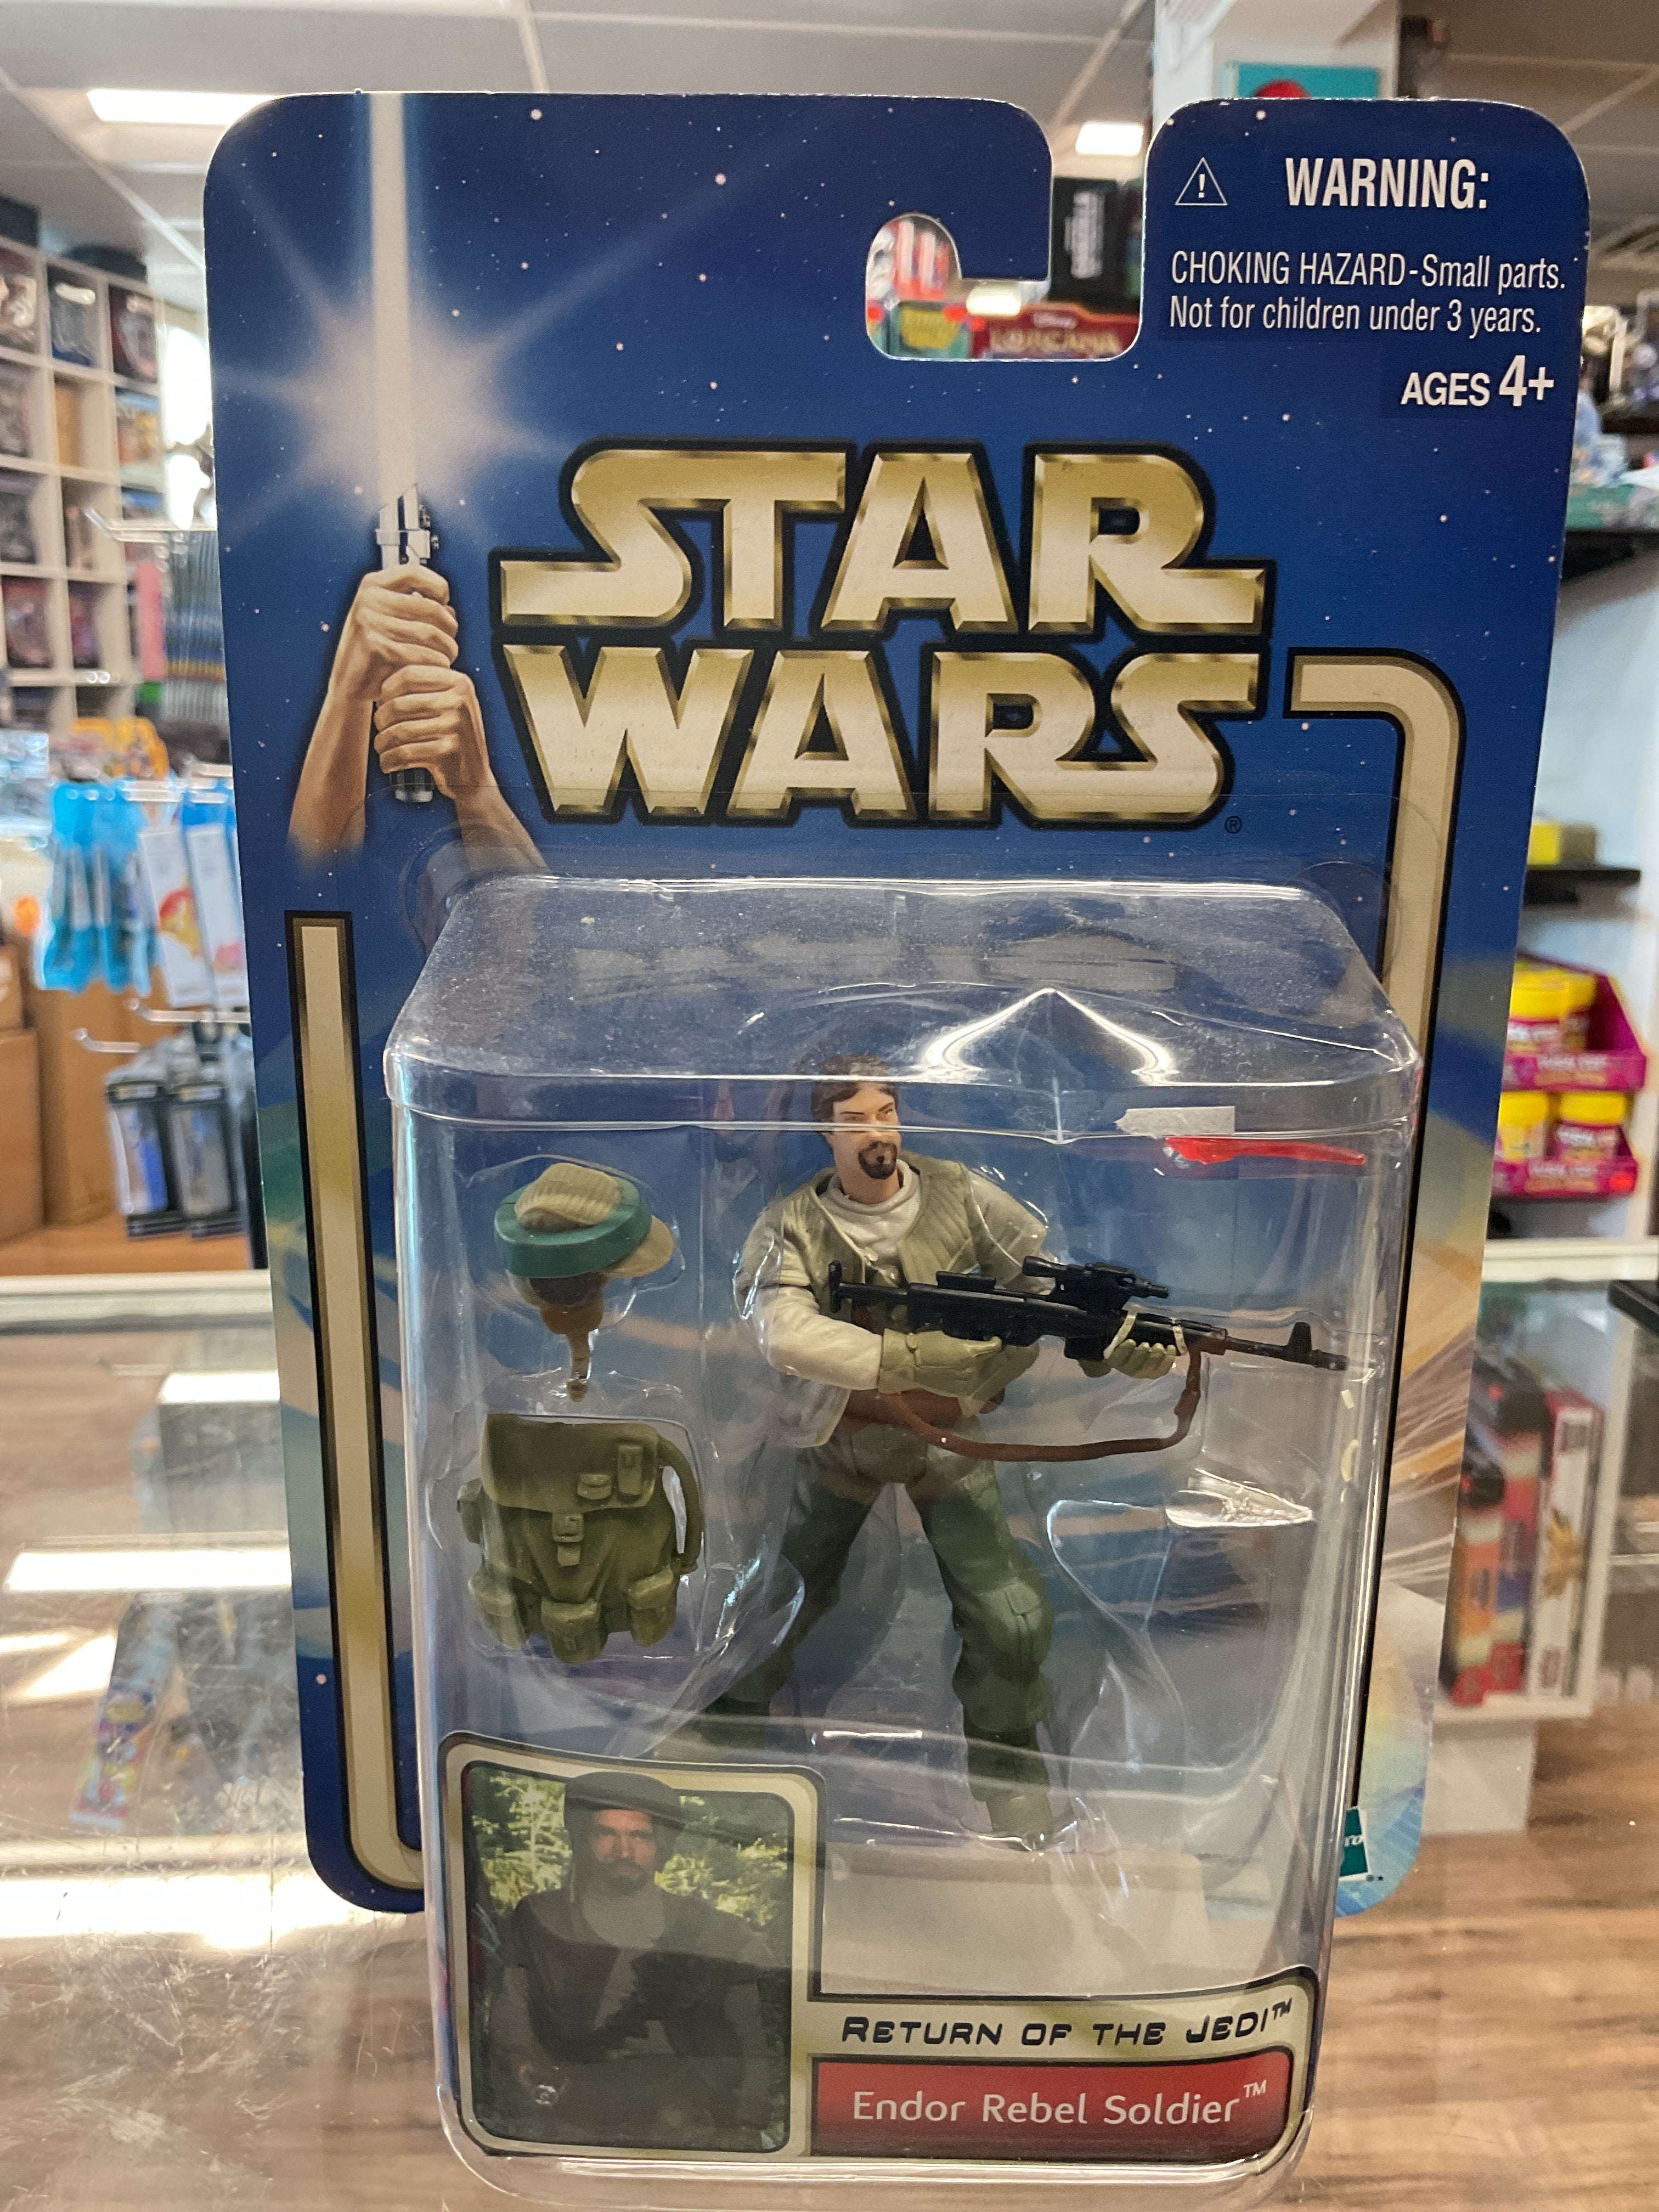 WARNING:
CHOKING HAZARD-Small parts.
Not for children under 3 years.
AGES 4+
STAR
WARS®
RETURN OF THE JEDI™
Endor Rebel Soldier™